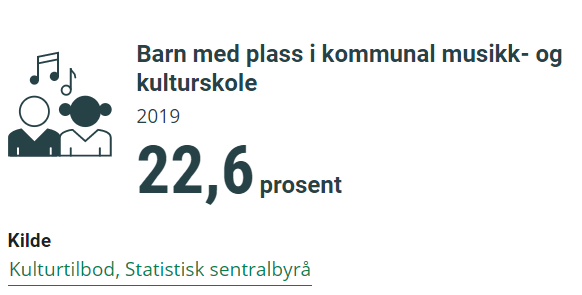 Barn med plass i kommunal musikk- og
kulturskole
2019
22,6 prosent
Kilde
Kulturtilbod, Statistisk sentralbyrå